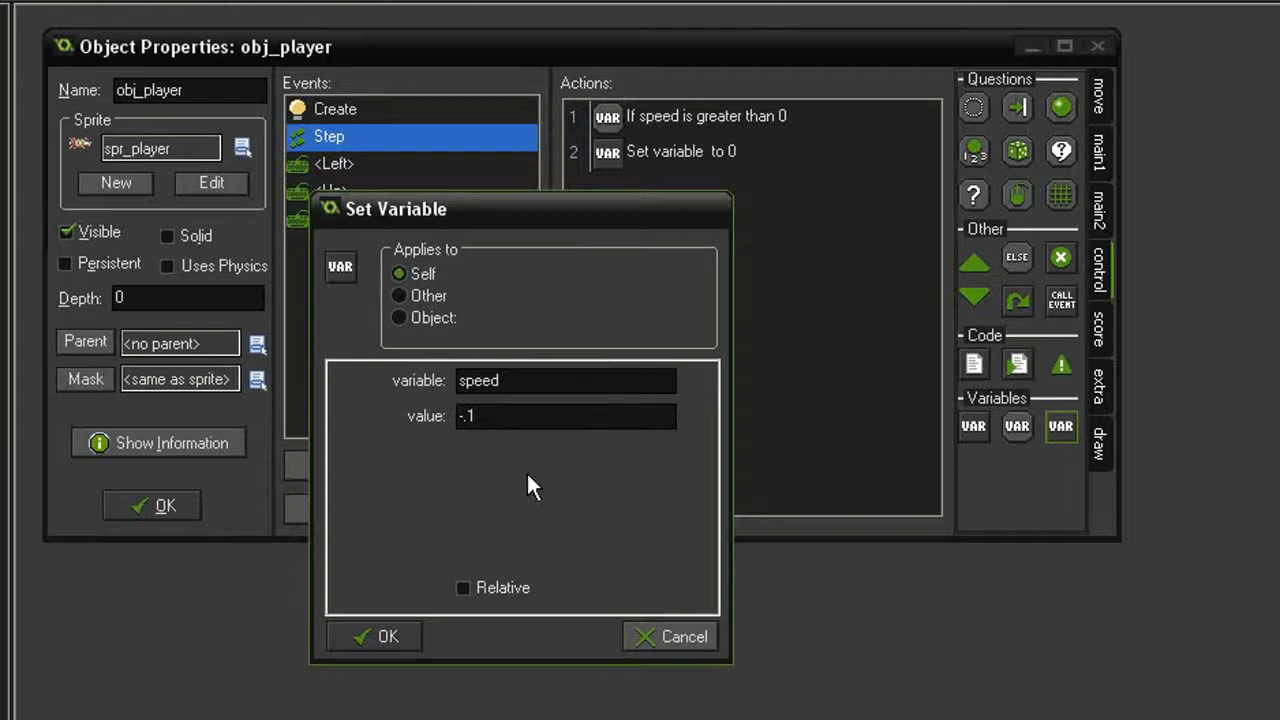 Object Properties: obj_player
Name: obj_player
Sprite
spr_player
New Edit
Visible Solid
Persistent Uses Physics
Depth: 0
Parent <no parent>
Mask <same as sprite>
Show Information
OK
Events:
Create
Step
<Left>
Actions:
1 VAR If speed is greater than 0
2 VAR Set variable to 0
Set Variable
VAR
Applies to
Self
Other
Object:
variable: speed
value: -.1
Relative
OK Cancel
Questions
1 2 3
?
?
Other
ELSE
CALL EVENT
Code
Variables
VAR VAR VAR
move
main1
main2
control
score
extra
draw